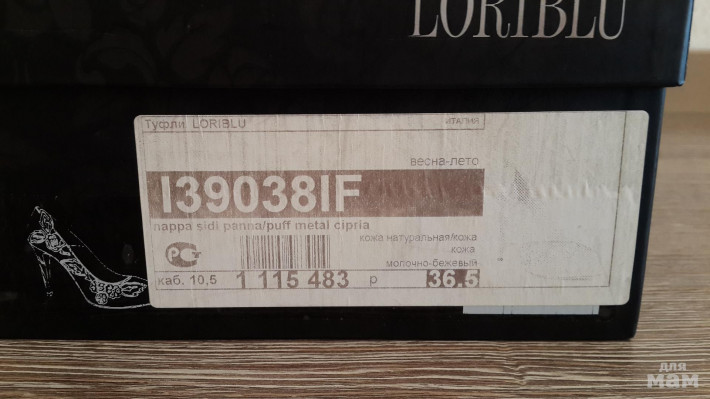 LORIBLU
Туфли LORIBLU ИТАЛИЯ
весна-лето
I39038IF
nappa sidi panna/puff metal cipria
кожа натуральная/кожа
кожа
молочно-бежевый
каб. 10,5 1 115 483 р 36.5
для
мам